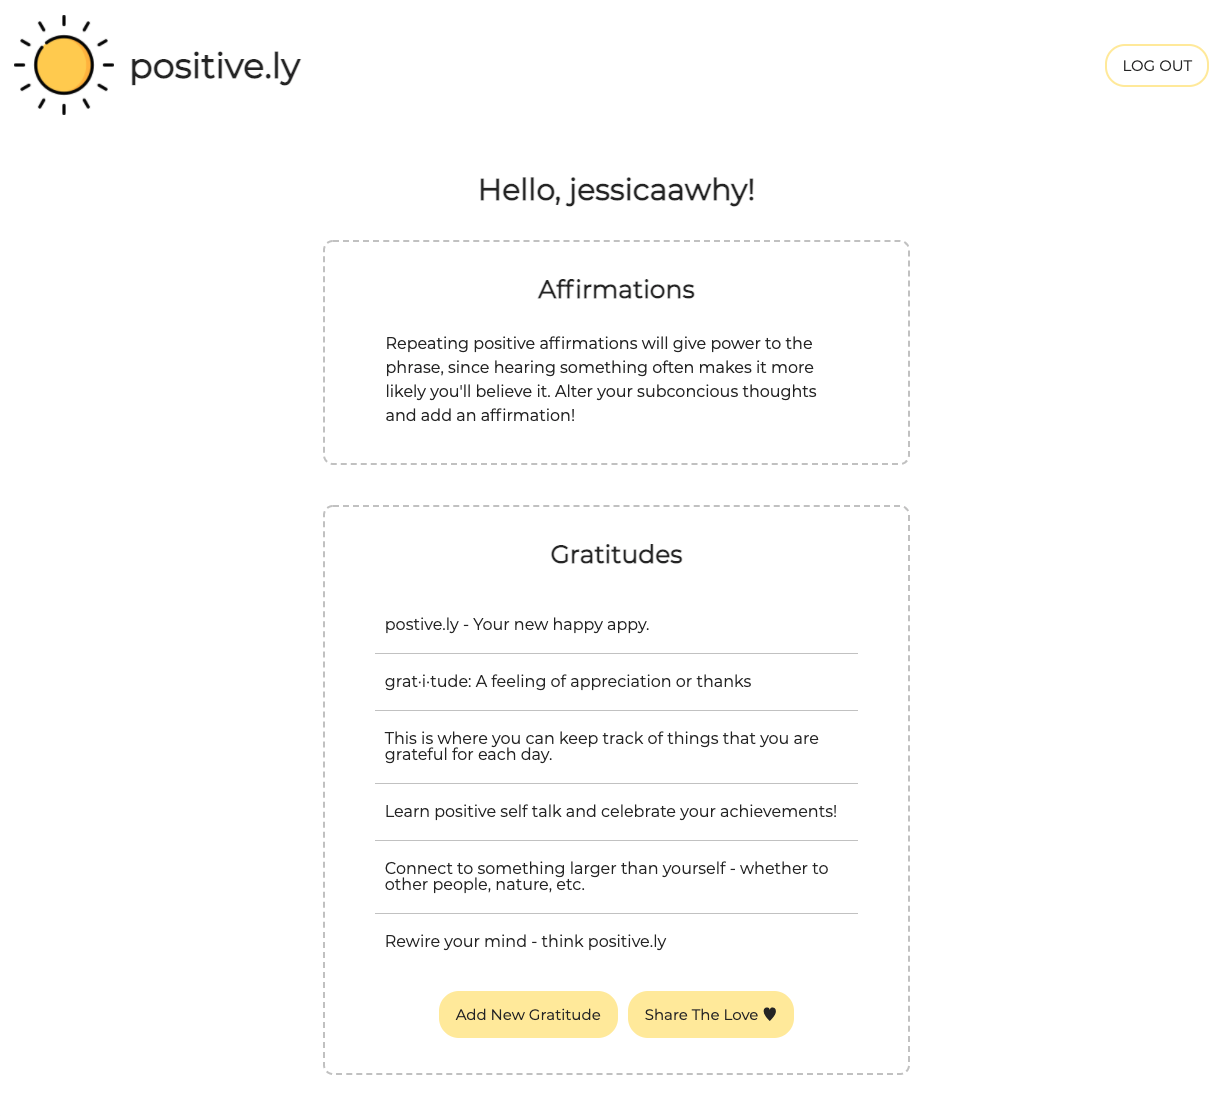 positive.ly
LOG OUT
Hello, jessicaawhy!
Affirmations
Repeating positive affirmations will give power to the
phrase, since hearing something often makes it more
likely you'll believe it. Alter your subconcious thoughts
and add an affirmation!
Gratitudes
postive.ly - Your new happy appy.
grat·i·tude: A feeling of appreciation or thanks
This is where you can keep track of things that you are
grateful for each day.
Learn positive self talk and celebrate your achievements!
Connect to something larger than yourself - whether to
other people, nature, etc.
Rewire your mind - think positive.ly
Add New Gratitude
Share The Love ♥